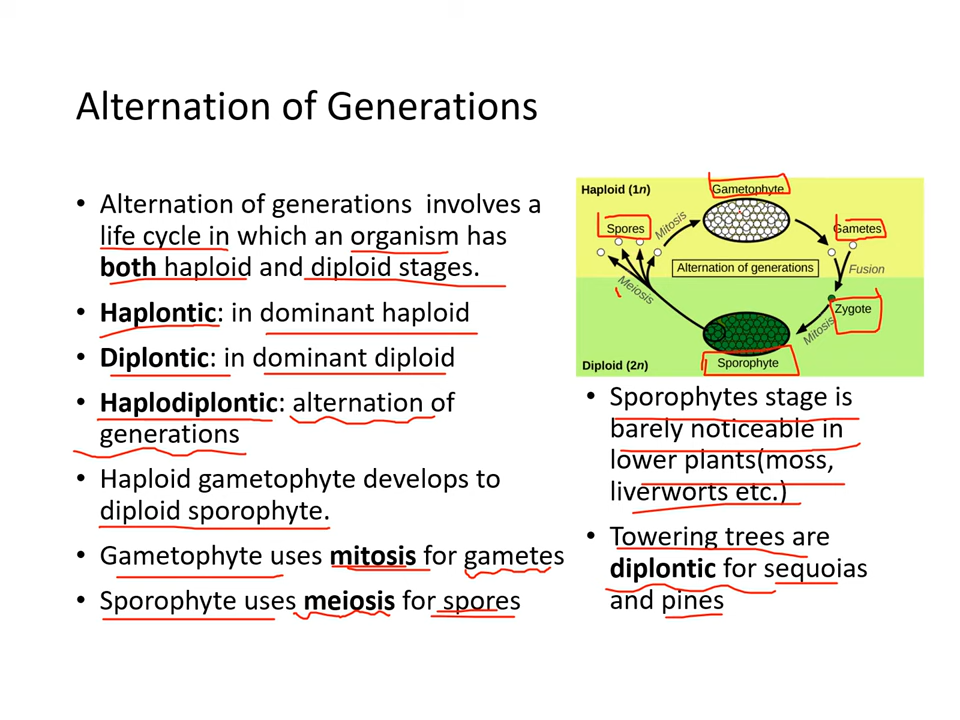 Alternation of Generations
• Alternation of generations involves a
life cycle in which an organism has
both haploid and diploid stages.
• Haplontic: in dominant haploid
• Diplontic: in dominant diploid
• Haplodiplontic: alternation of
generations
• Haploid gametophyte develops to
diploid sporophyte.
• Gametophyte uses mitosis for gametes
• Sporophyte uses meiosis for spores
Haploid (1n)
Gametophyte
Spores
Mitosis
Gametes
Alternation of generations
Fusion
Meiosis
Zygote
Mitosis
Diploid (2n)
Sporophyte
• Sporophytes stage is
barely noticeable in
lower plants(moss,
liverworts etc.)
• Towering trees are
diplontic for sequoias
and pines